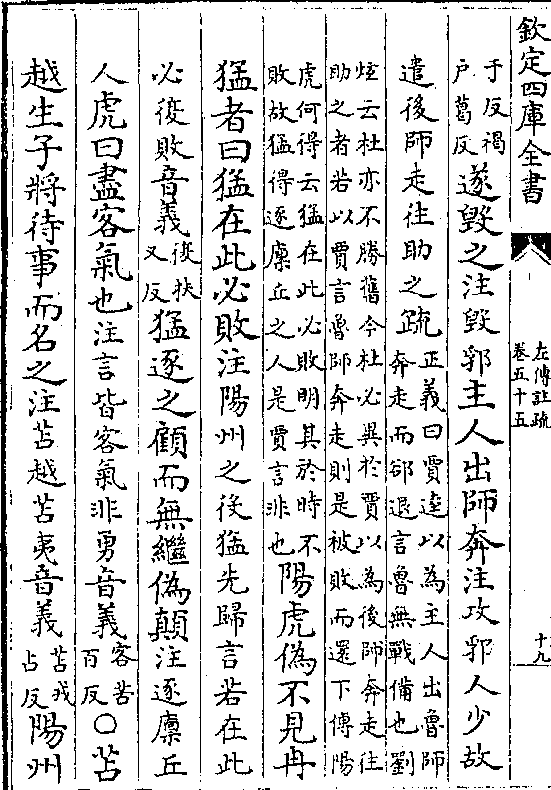 欽定四庫全書
左傳註疏
卷五十五
十九
于反褐
户葛反
遂毀之注毀郭主人出師奔注攻郭人少故
遣後師走往助之疏
正義曰賈逵以為主人出魯師
奔走而郤退言魯無戰備也劉
炫云杜亦不勝舊今杜必異於賈以為後師奔走往
助之者若以賈言魯師奔走則是被敗而還下傳陽
虎何得云猛在此必敗明其於時不
敗故猛得逐廪丘之人是賈言非也
陽虎偽不見冉
猛者曰猛在此必敗注陽州之後猛先歸言若在此
必復敗音義
復扶
又反
猛逐之顧而無繼偽顛注逐廪丘
人虎曰盡客氣也注言皆客氣非勇音義
客苦
百反
○苫
越生子將待事而名之注苫越苫夷音義
苫戎
占反
陽州